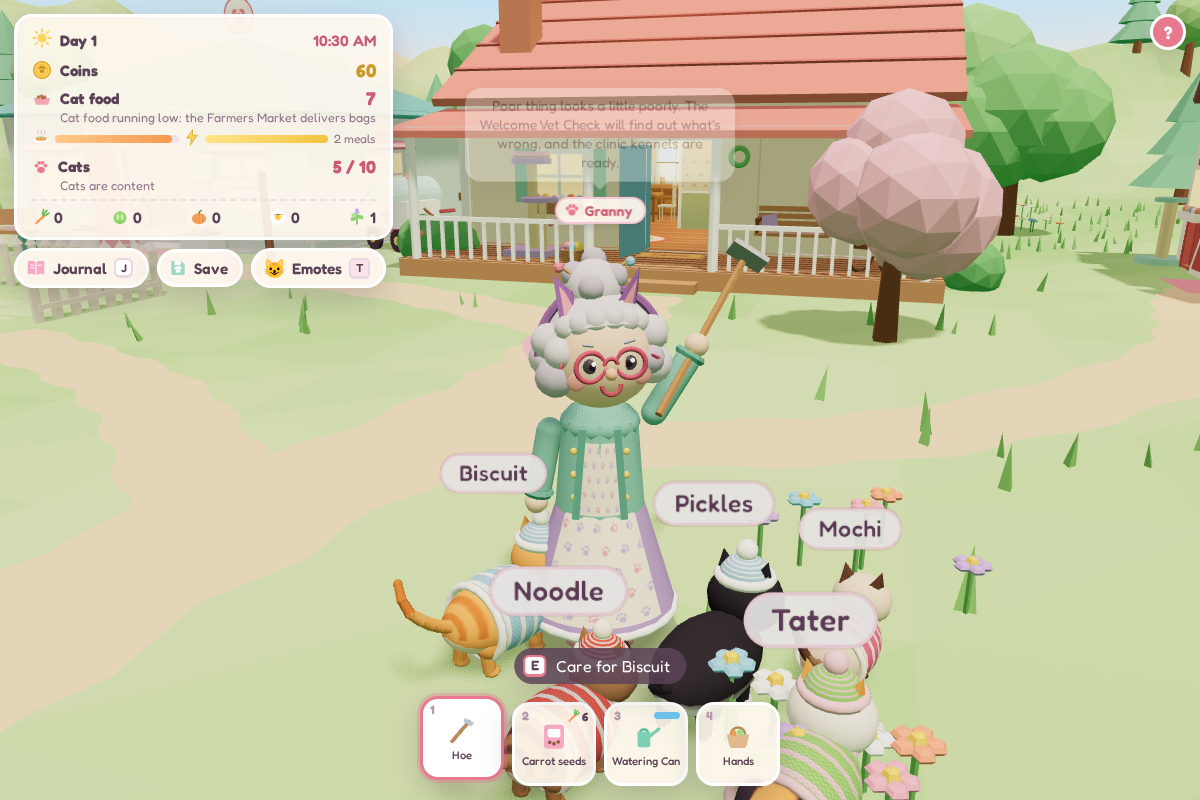 Day 1
10:30 AM
Coins
60
Cat food
7
Cat food running low: the Farmers Market delivers bags
2 meals
Cats
5 / 10
Cats are content
0
0
0
0
1
Journal
J
Save
Emotes
T
?
Poor thing looks a little poorly. The
Welcome Vet Check will find out what's
wrong, and the clinic kennels are
ready.
Granny
Biscuit
Pickles
Mochi
Noodle
Tater
E
Care for Biscuit
1
Hoe
2
6
Carrot seeds
3
Watering Can
4
Hands